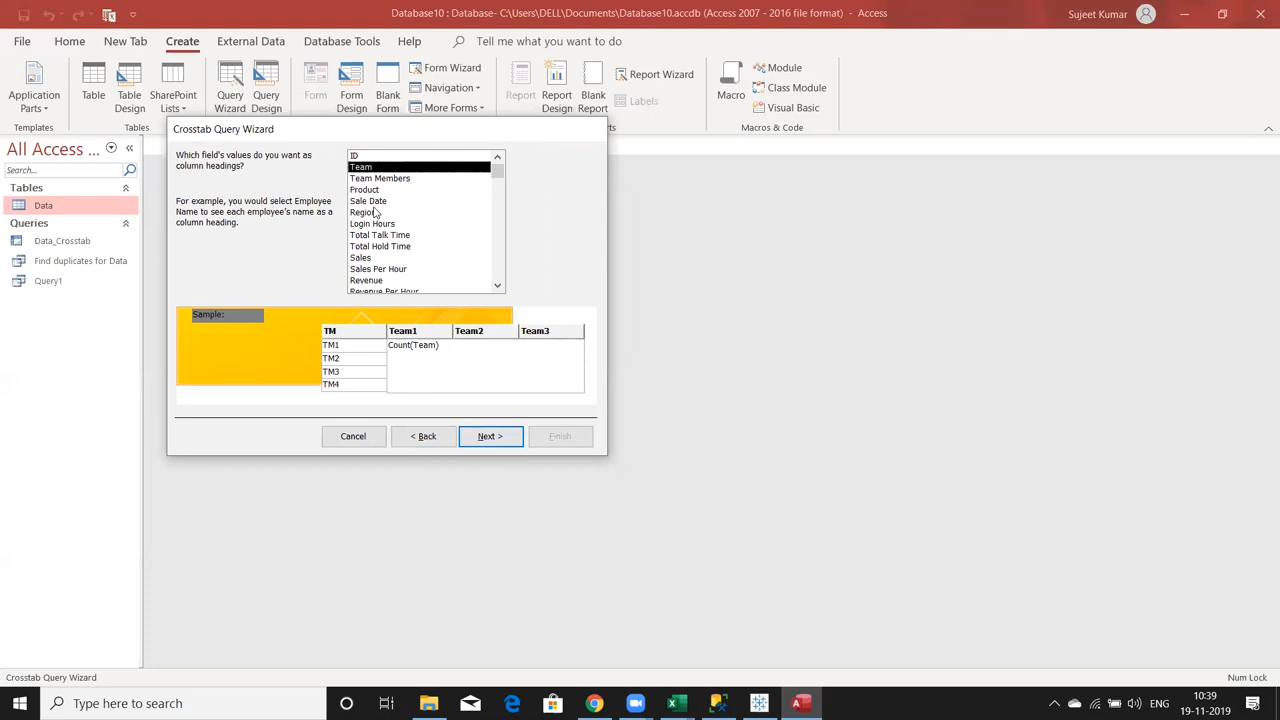 Database10 : Database- C:\Users\DELL\Documents\Database10.accdb (Access 2007 - 2016 file format) - Access
Sujeet Kumar
File
Home
New Tab
Create
External Data
Database Tools
Help
Tell me what you want to do
Application Parts
Table
Table Design
SharePoint Lists
Query Wizard
Query Design
Form
Form Design
Blank Form
Form Wizard
Navigation
More Forms
Report
Report Design
Blank Report
Report Wizard
Labels
Macro
Module
Class Module
Visual Basic
Templates
Tables
Macros & Code
All Access ...
Search...
Tables
Data
Queries
Data_Crosstab
Find duplicates for Data
Query1
Crosstab Query Wizard
Which field's values do you want as
column headings?
For example, you would select Employee
Name to see each employee's name as a
column heading.
ID
Team
Team Members
Product
Sale Date
Region
Login Hours
Total Talk Time
Total Hold Time
Sales
Sales Per Hour
Revenue
Revenue Per Hour
Sample:
TM Team1 Team2 Team3
TM1 Count(Team)
TM2
TM3
TM4
Cancel
< Back
Next >
Finish
Crosstab Query Wizard
Num Lock
Type here to search
ENG
10:39
19-11-2019